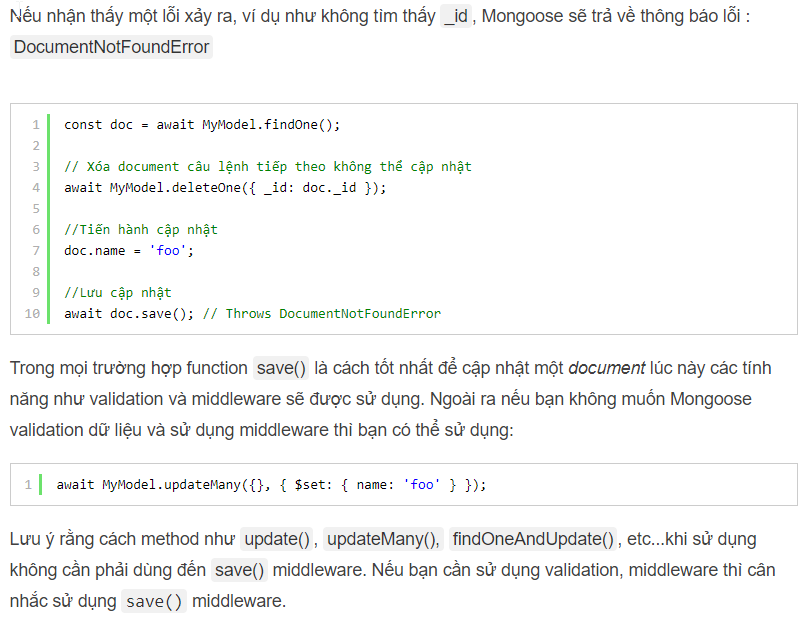 Nếu nhận thấy một lỗi xảy ra, ví dụ như không tìm thấy _id, Mongoose sẽ trả về thông báo lỗi :
DocumentNotFoundError
1 const doc = await MyModel.findOne();
2
3 // Xóa document câu lệnh tiếp theo không thể cập nhật
4 await MyModel.deleteOne({ _id: doc._id });
5
6 //Tiến hành cập nhật
7 doc.name = 'foo';
8
9 //Lưu cập nhật
10 await doc.save(); // Throws DocumentNotFoundError
Trong mọi trường hợp function save() là cách tốt nhất để cập nhật một document lúc này các tính
năng như validation và middleware sẽ được sử dụng. Ngoài ra nếu bạn không muốn Mongoose
validation dữ liệu và sử dụng middleware thì bạn có thể sử dụng:
1 await MyModel.updateMany({}, { $set: { name: 'foo' } });
Lưu ý rằng cách method như update(), updateMany(), findOneAndUpdate(), etc...khi sử dụng
không cần phải dùng đến save() middleware. Nếu bạn cần sử dụng validation, middleware thì cân
nhắc sử dụng save() middleware.